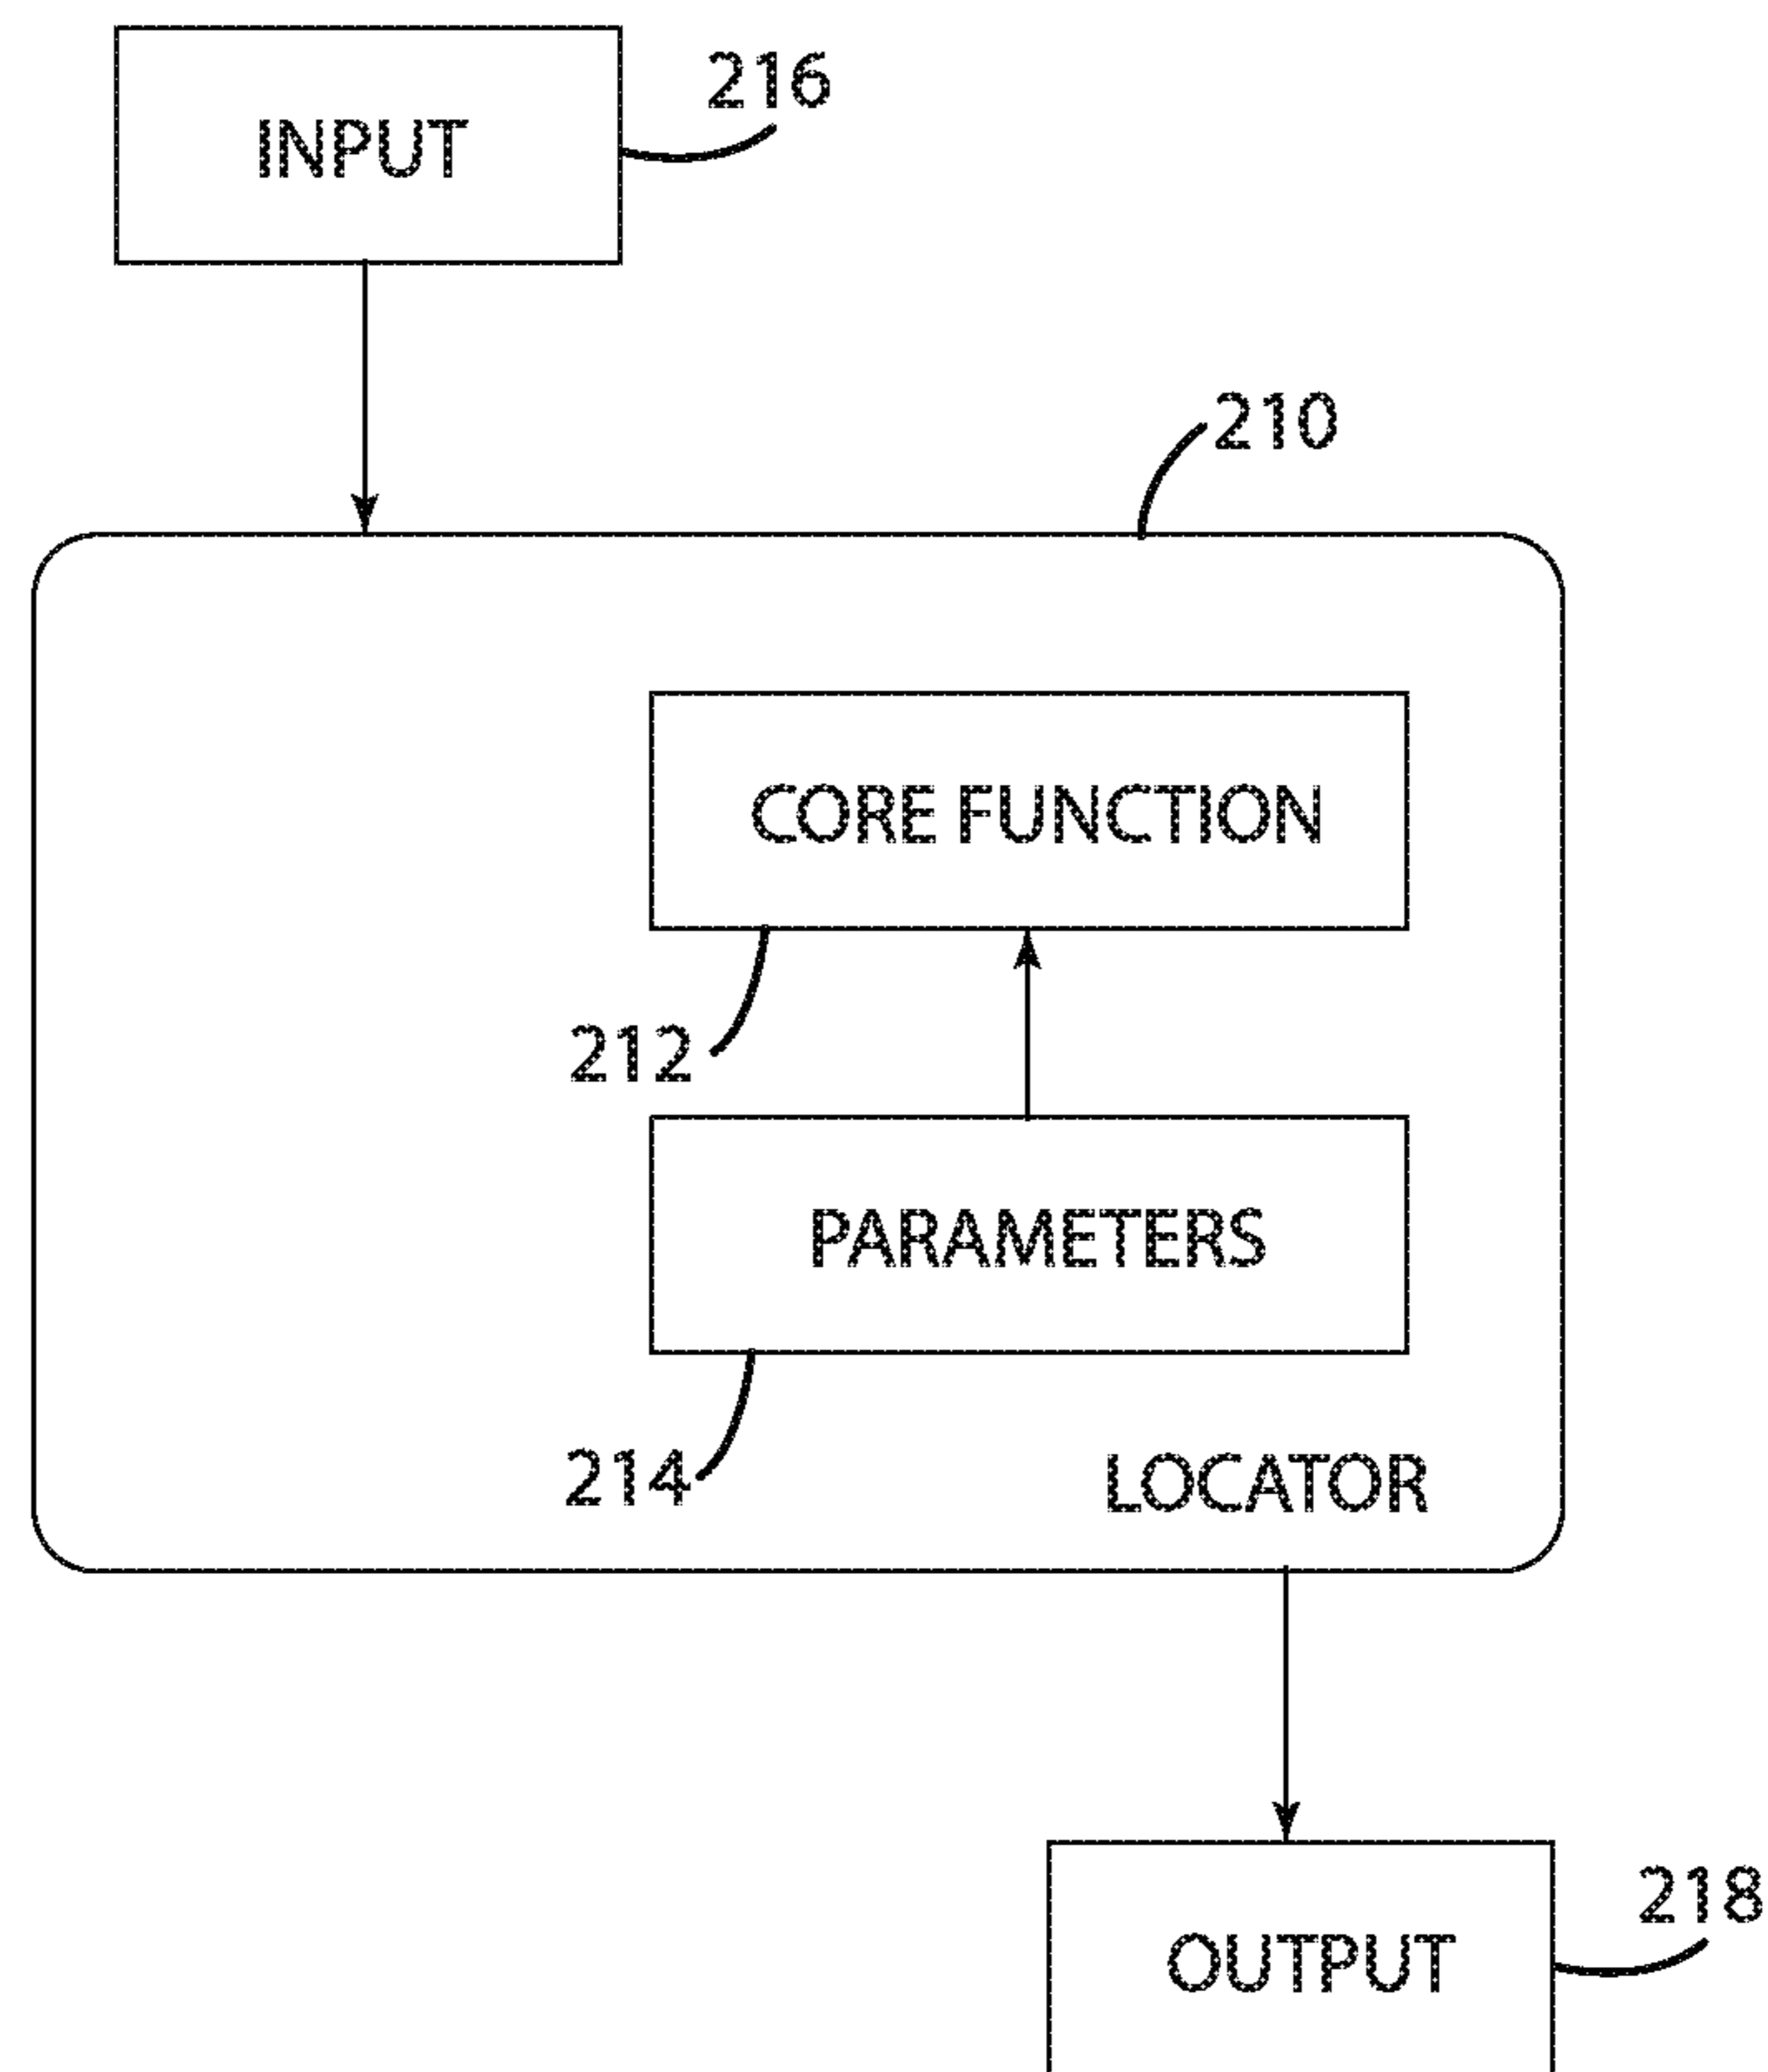 216
INPUT
210
CORE FUNCTION
212
PARAMETERS
214
LOCATOR
218
OUTPUT